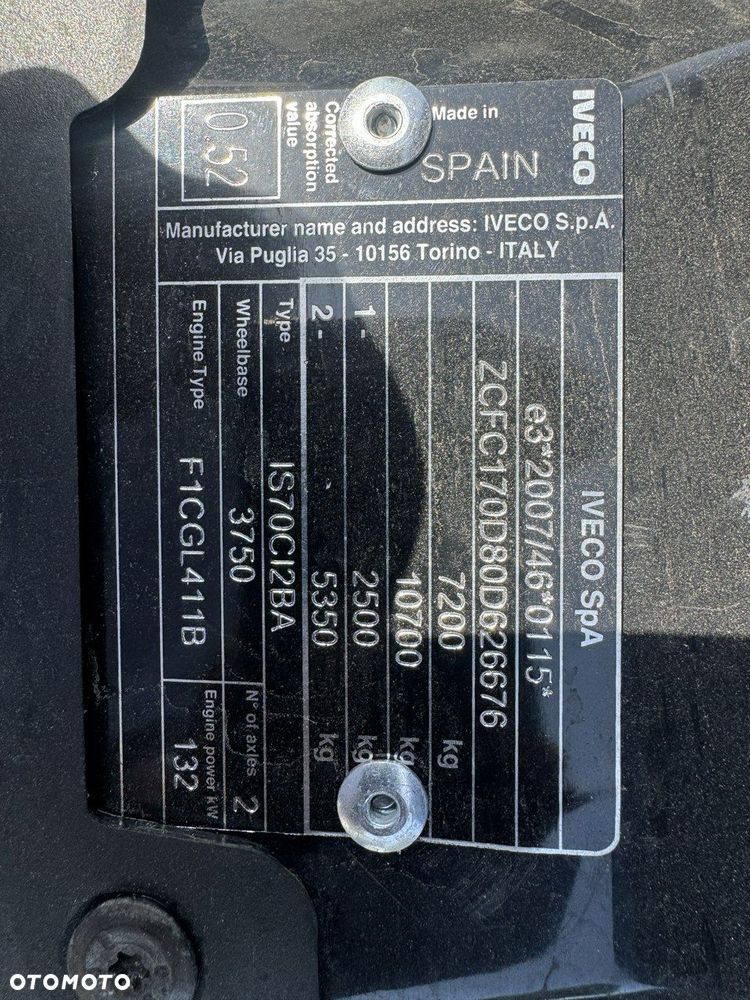 IVECO
Made in
SPAIN
Corrected
absorption
value
0.52
Manufacturer name and address: IVECO S.p.A.
Via Puglia 35 - 10156 Torino - ITALY
IVECO SpA
e3*2007/46*0115*
ZCFC170D80D626676
7200 kg
10700 kg
1- 2500 kg
2- 5350 kg
Type IS70CI2BA
Wheelbase 3750 N° of axles 2
Engine Type F1CGL411B Engine power kW 132
OTOMOTO